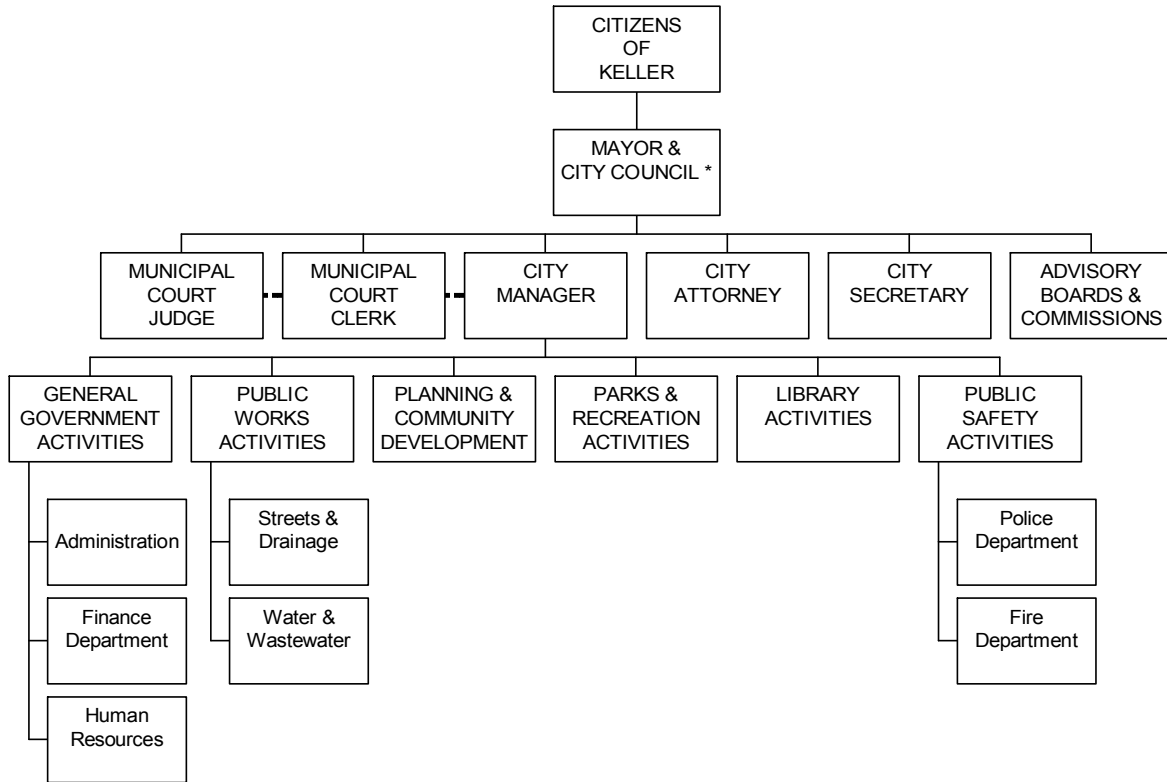 CITIZENS
OF
KELLER
MAYOR &
CITY COUNCIL *
MUNICIPAL
COURT
JUDGE
MUNICIPAL
COURT
CLERK
CITY
MANAGER
CITY
ATTORNEY
CITY
SECRETARY
ADVISORY
BOARDS &
COMMISSIONS
GENERAL
GOVERNMENT
ACTIVITIES
PUBLIC
WORKS
ACTIVITIES
PLANNING &
COMMUNITY
DEVELOPMENT
PARKS &
RECREATION
ACTIVITIES
LIBRARY
ACTIVITIES
PUBLIC
SAFETY
ACTIVITIES
Administration
Finance
Department
Human
Resources
Streets &
Drainage
Water &
Wastewater
Police
Department
Fire
Department